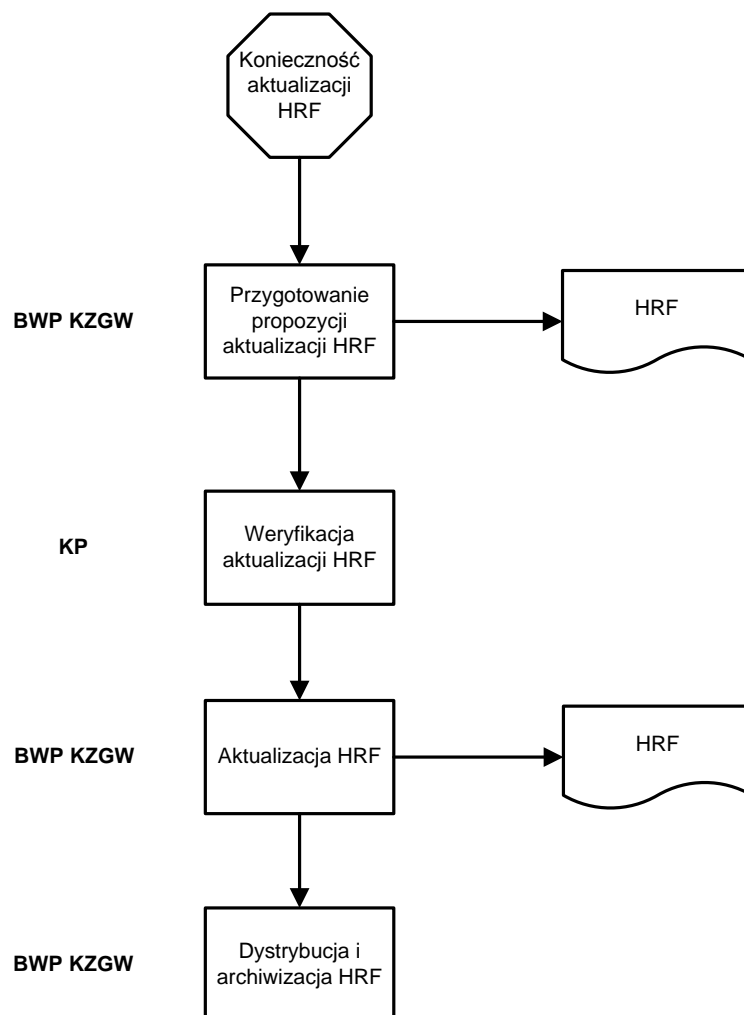 Konieczność
aktualizacji
HRF
BWP KZGW
Przygotowanie
propozycji
aktualizacji HRF
HRF
KP
Weryfikacja
aktualizacji HRF
BWP KZGW
Aktualizacja HRF
HRF
BWP KZGW
Dystrybucja i
archiwizacja HRF